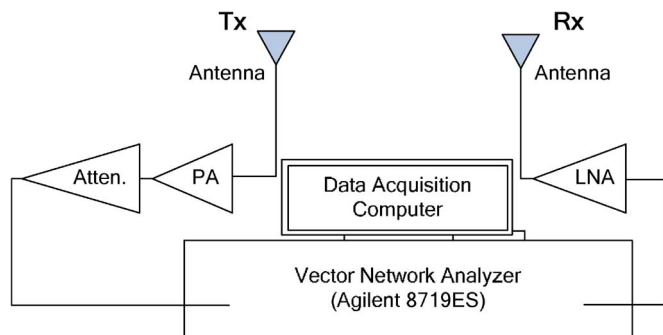 Tx
Rx
Antenna
Antenna
Atten.
PA
Data Acquisition
Computer
LNA
Vector Network Analyzer
(Agilent 8719ES)